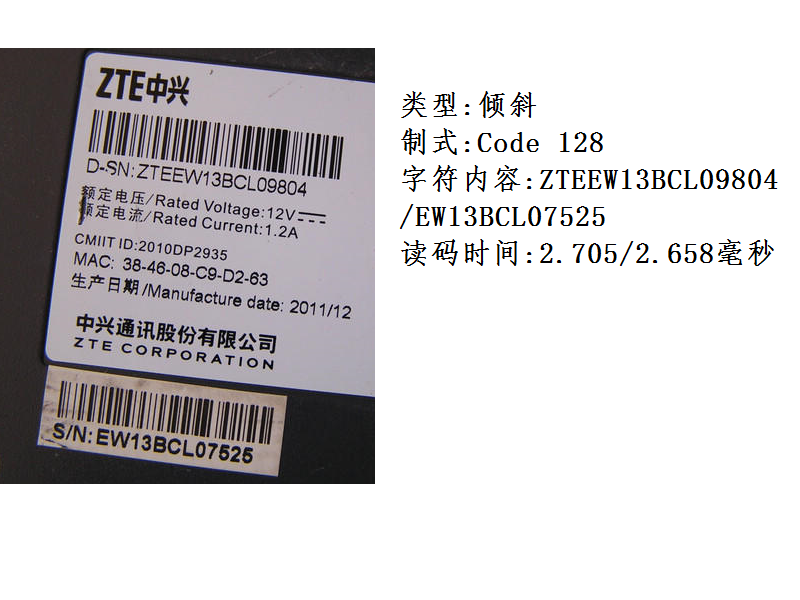 ZTE中兴
D-SN:ZTEEW13BCL09804
额定电压/Rated Voltage:12V
额定电流/Rated Current:1.2A
CMIIT ID:2010DP2935
MAC: 38-46-08-C9-D2-63
生产日期/Manufacture date: 2011/12
中兴通讯股份有限公司
ZTE CORPORATION
S/N:EW13BCL07525
类型:倾斜
制式:Code 128
字符内容:ZTEEW13BCL09804
/EW13BCL07525
读码时间:2.705/2.658毫秒